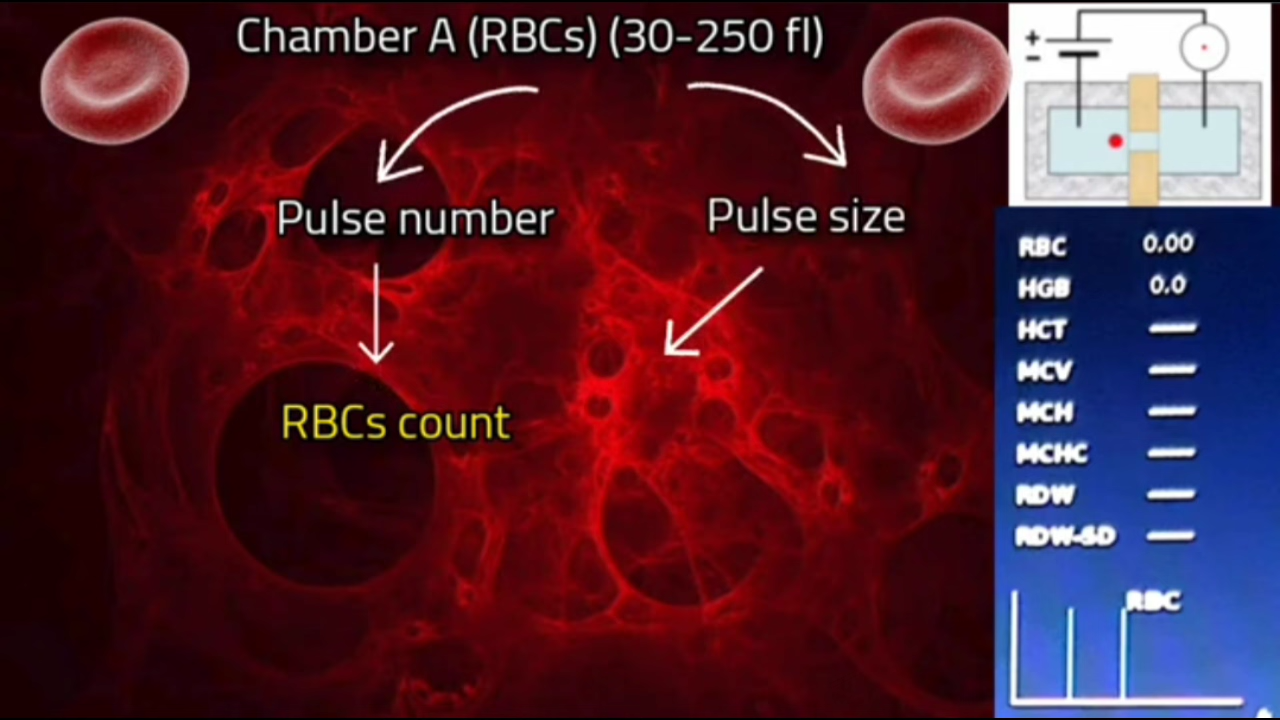 Chamber A (RBCs) (30-250 fl)
Pulse number
Pulse size
RBCs count
+
−
RBC 0.00
HGB 0.0
HCT —
MCV —
MCH —
MCHC —
RDW —
RDW-SD —
RBC